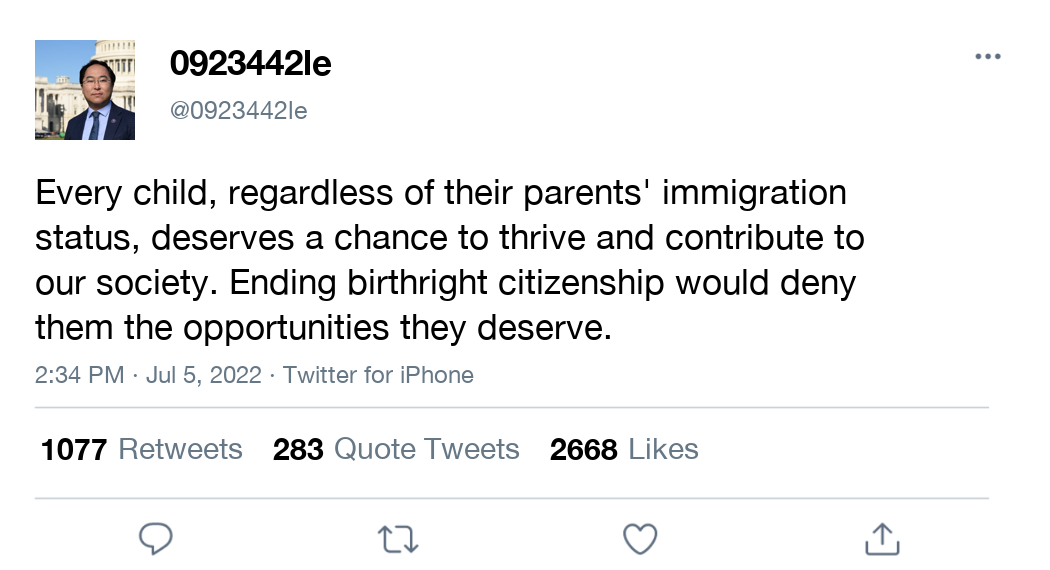 0923442le
@0923442le
Every child, regardless of their parents' immigration
status, deserves a chance to thrive and contribute to
our society. Ending birthright citizenship would deny
them the opportunities they deserve.
2:34 PM · Jul 5, 2022 · Twitter for iPhone
1077 Retweets 283 Quote Tweets 2668 Likes